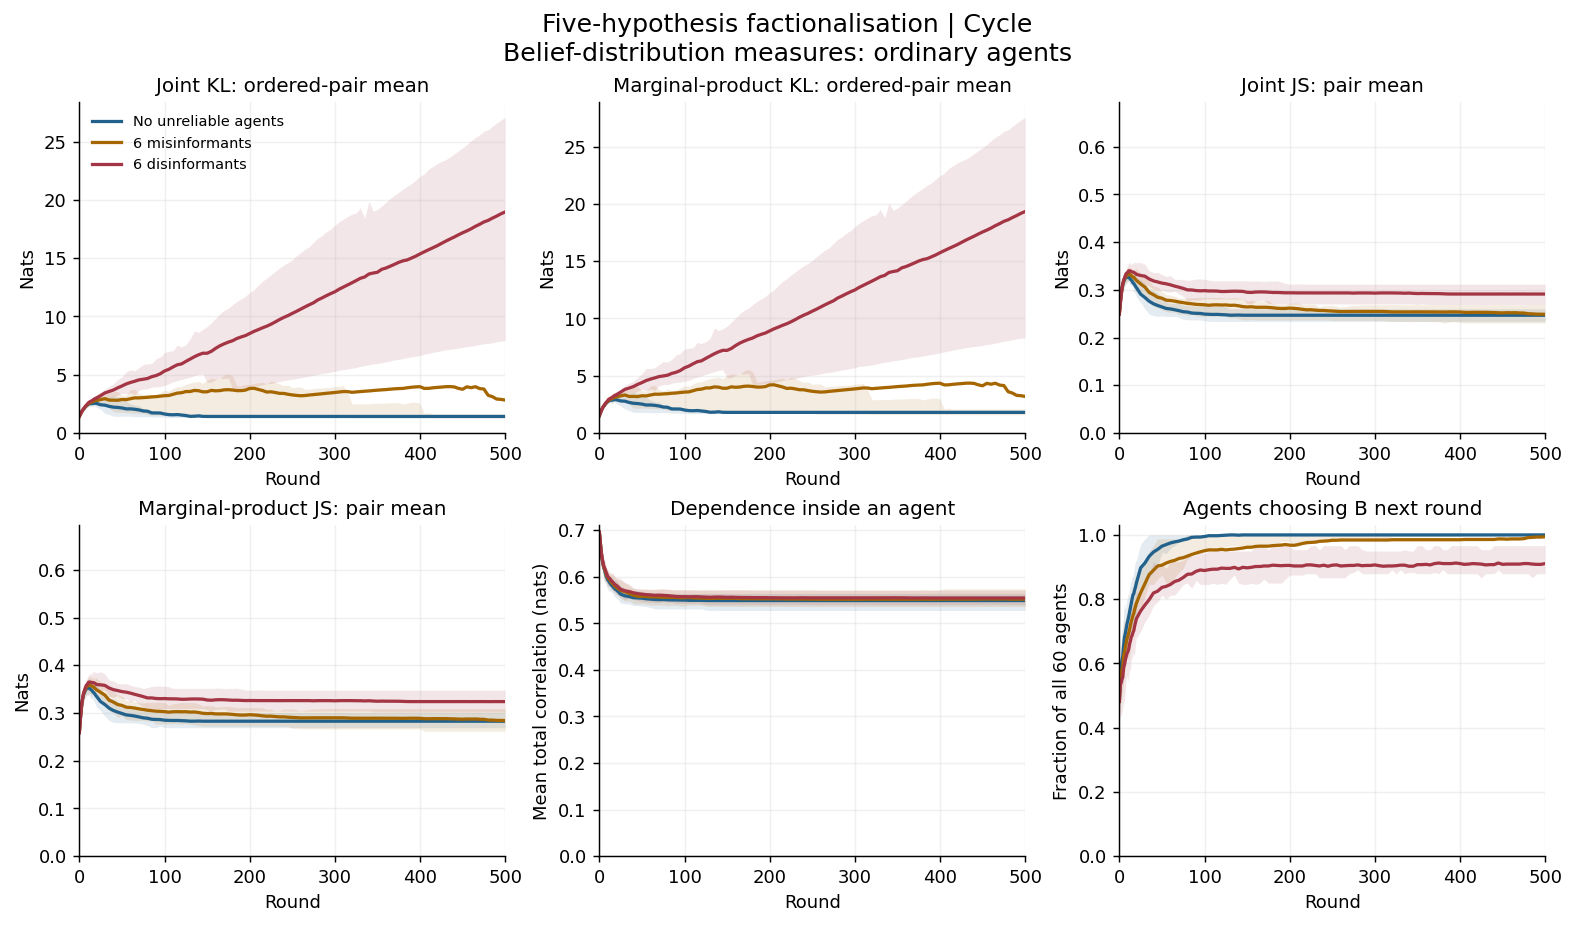 Five-hypothesis factionalisation | Cycle
Belief-distribution measures: ordinary agents
Joint KL: ordered-pair mean
Nats
25
20
15
10
5
0
No unreliable agents
6 misinformants
6 disinformants
0 100 200 300 400 500
Round
Marginal-product KL: ordered-pair mean
Nats
25
20
15
10
5
0
0 100 200 300 400 500
Round
Joint JS: pair mean
Nats
0.6
0.5
0.4
0.3
0.2
0.1
0.0
0 100 200 300 400 500
Round
Marginal-product JS: pair mean
Nats
0.6
0.5
0.4
0.3
0.2
0.1
0.0
0 100 200 300 400 500
Round
Dependence inside an agent
Mean total correlation (nats)
0.7
0.6
0.5
0.4
0.3
0.2
0.1
0.0
0 100 200 300 400 500
Round
Agents choosing B next round
Fraction of all 60 agents
1.0
0.8
0.6
0.4
0.2
0.0
0 100 200 300 400 500
Round